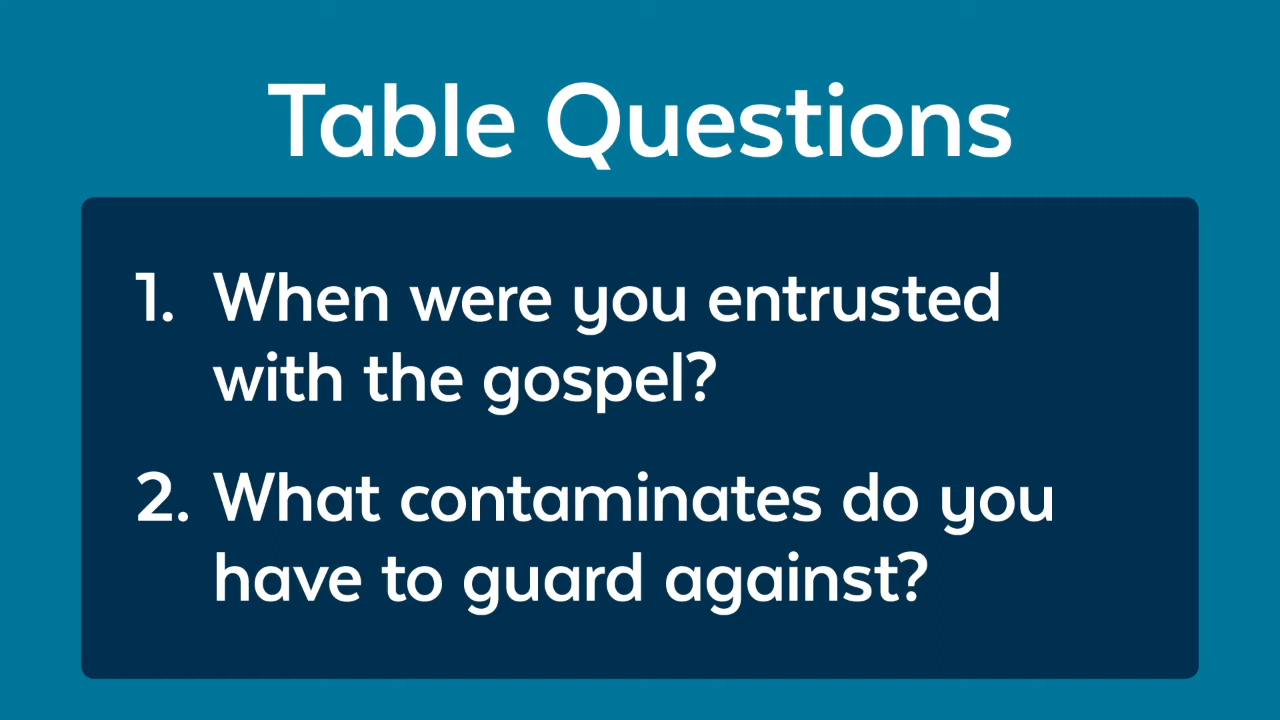 Table Questions
1. When were you entrusted
with the gospel?
2. What contaminates do you
have to guard against?